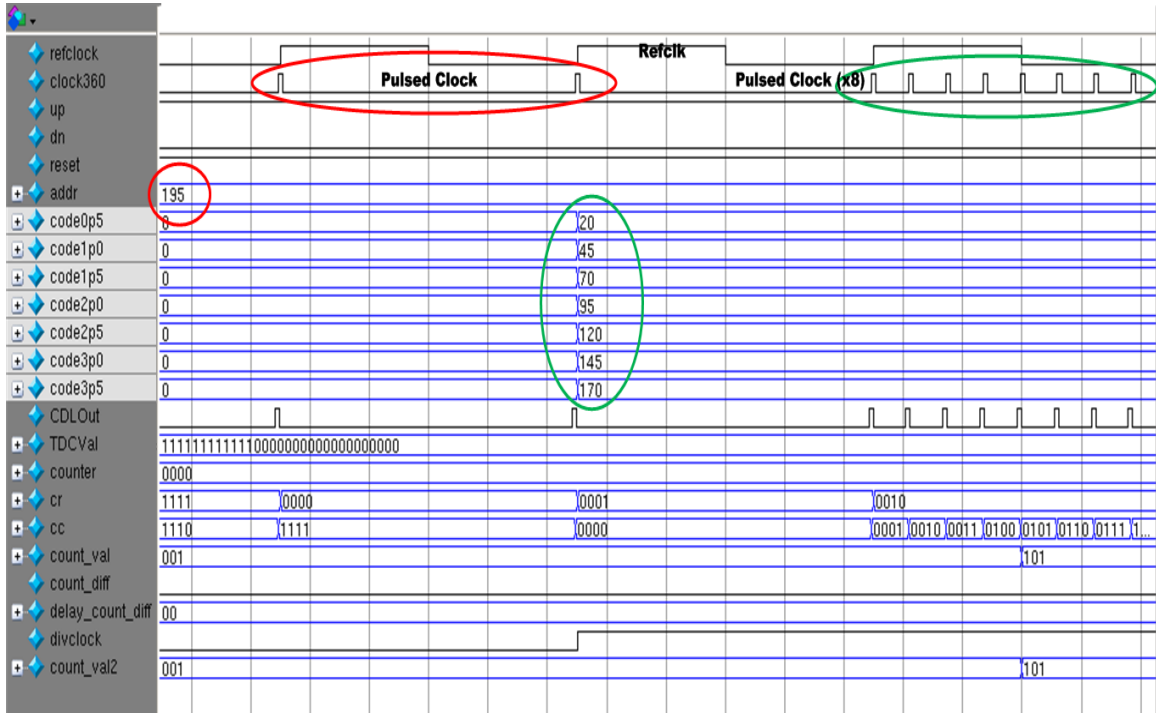 refclock Refclk
clock360 Pulsed Clock Pulsed Clock (x8)
up
dn
reset
addr 195
code0p5 0 20
code1p0 0 45
code1p5 0 70
code2p0 0 95
code2p5 0 120
code3p0 0 145
code3p5 0 170
CDLOut
counter 0000
cr 1111 0000 0001 0010
cc 1110 1111 0000 0001 0010 0011 0100 0101 0110 0111 1...
count_val 001 101
count_diff
delay_count_diff 00
divclock
count_val2 001 101
TDCVal